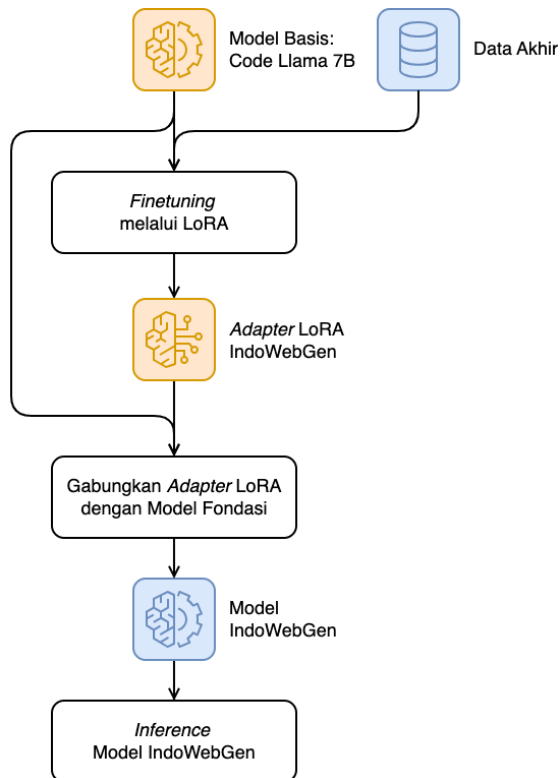 Model Basis:
Code Llama 7B
Data Akhir
Finetuning
melalui LoRA
Adapter LoRA
IndoWebGen
Gabungkan Adapter LoRA
dengan Model Fondasi
Model
IndoWebGen
Inference
Model IndoWebGen